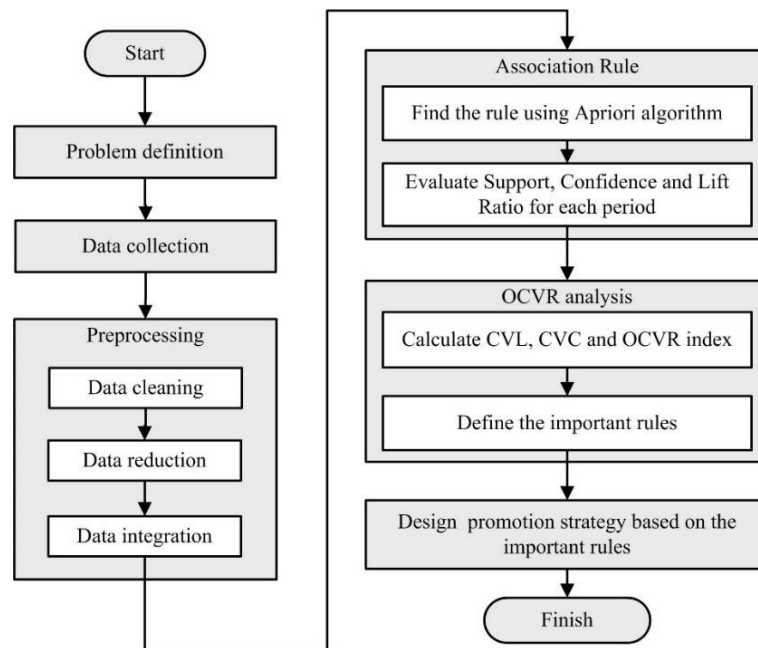 Start
Problem definition
Data collection
Preprocessing
Data cleaning
Data reduction
Data integration
Association Rule
Find the rule using Apriori algorithm
Evaluate Support, Confidence and Lift
Ratio for each period
OCVR analysis
Calculate CVL, CVC and OCVR index
Define the important rules
Design promotion strategy based on the
important rules
Finish